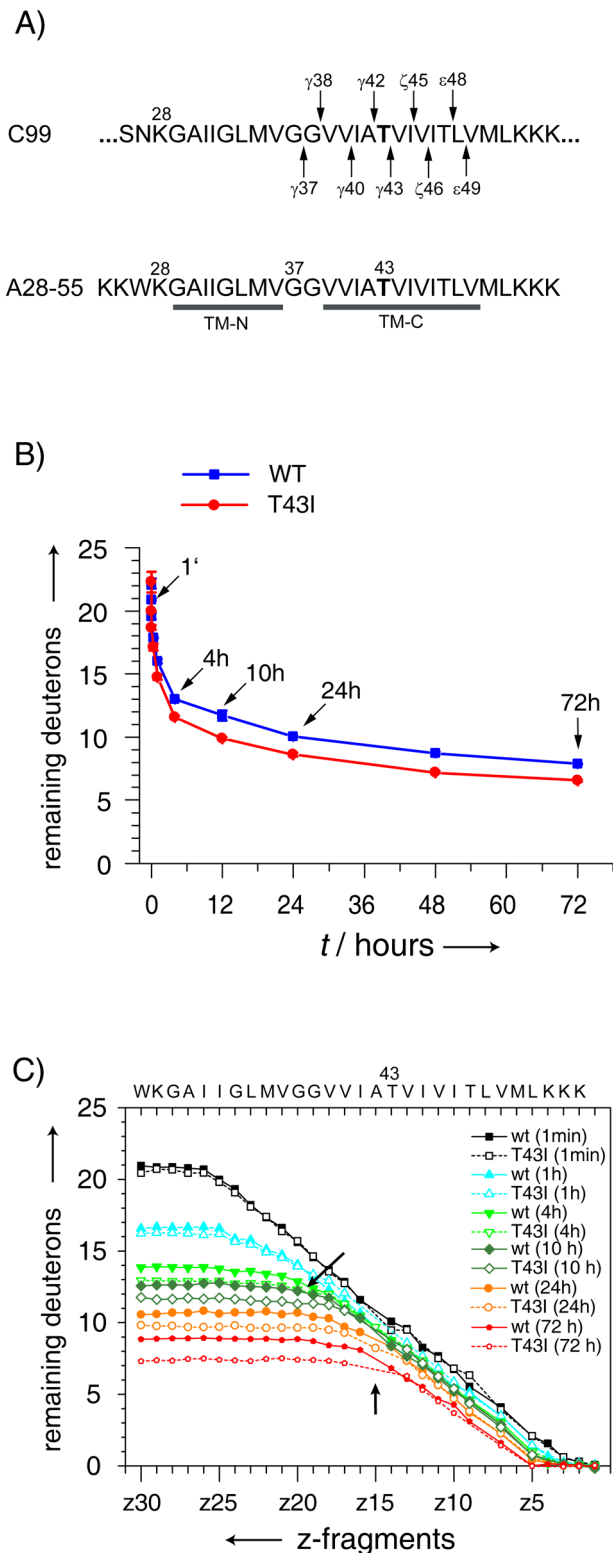 A)
γ38 γ42 ζ45 ε48
28
C99 ...SNKGAIIGLMVGGVVIATVIVITLVMLKKK...
γ37 γ40 γ43 ζ46 ε49
28 37 43
A28-55 KKWKGAIIGLMVGGVVIATVIVITLVMLKKK
TM-N TM-C
B)
WT
T43I
remaining deuterons
25
20
15
10
5
0
1‘
4h
10h
24h
72h
0 12 24 36 48 60 72
t / hours
C)
43
W K G A I I G L M V G G V V I A T V I V I T L V M L K K K
remaining deuterons
25
20
15
10
5
0
wt (1min)
T43I (1min)
wt (1h)
T43I (1h)
wt (4h)
T43I (4h)
wt (10 h)
T43I (10 h)
wt (24h)
T43I (24h)
wt (72 h)
T43I (72 h)
z30 z25 z20 z15 z10 z5
z-fragments